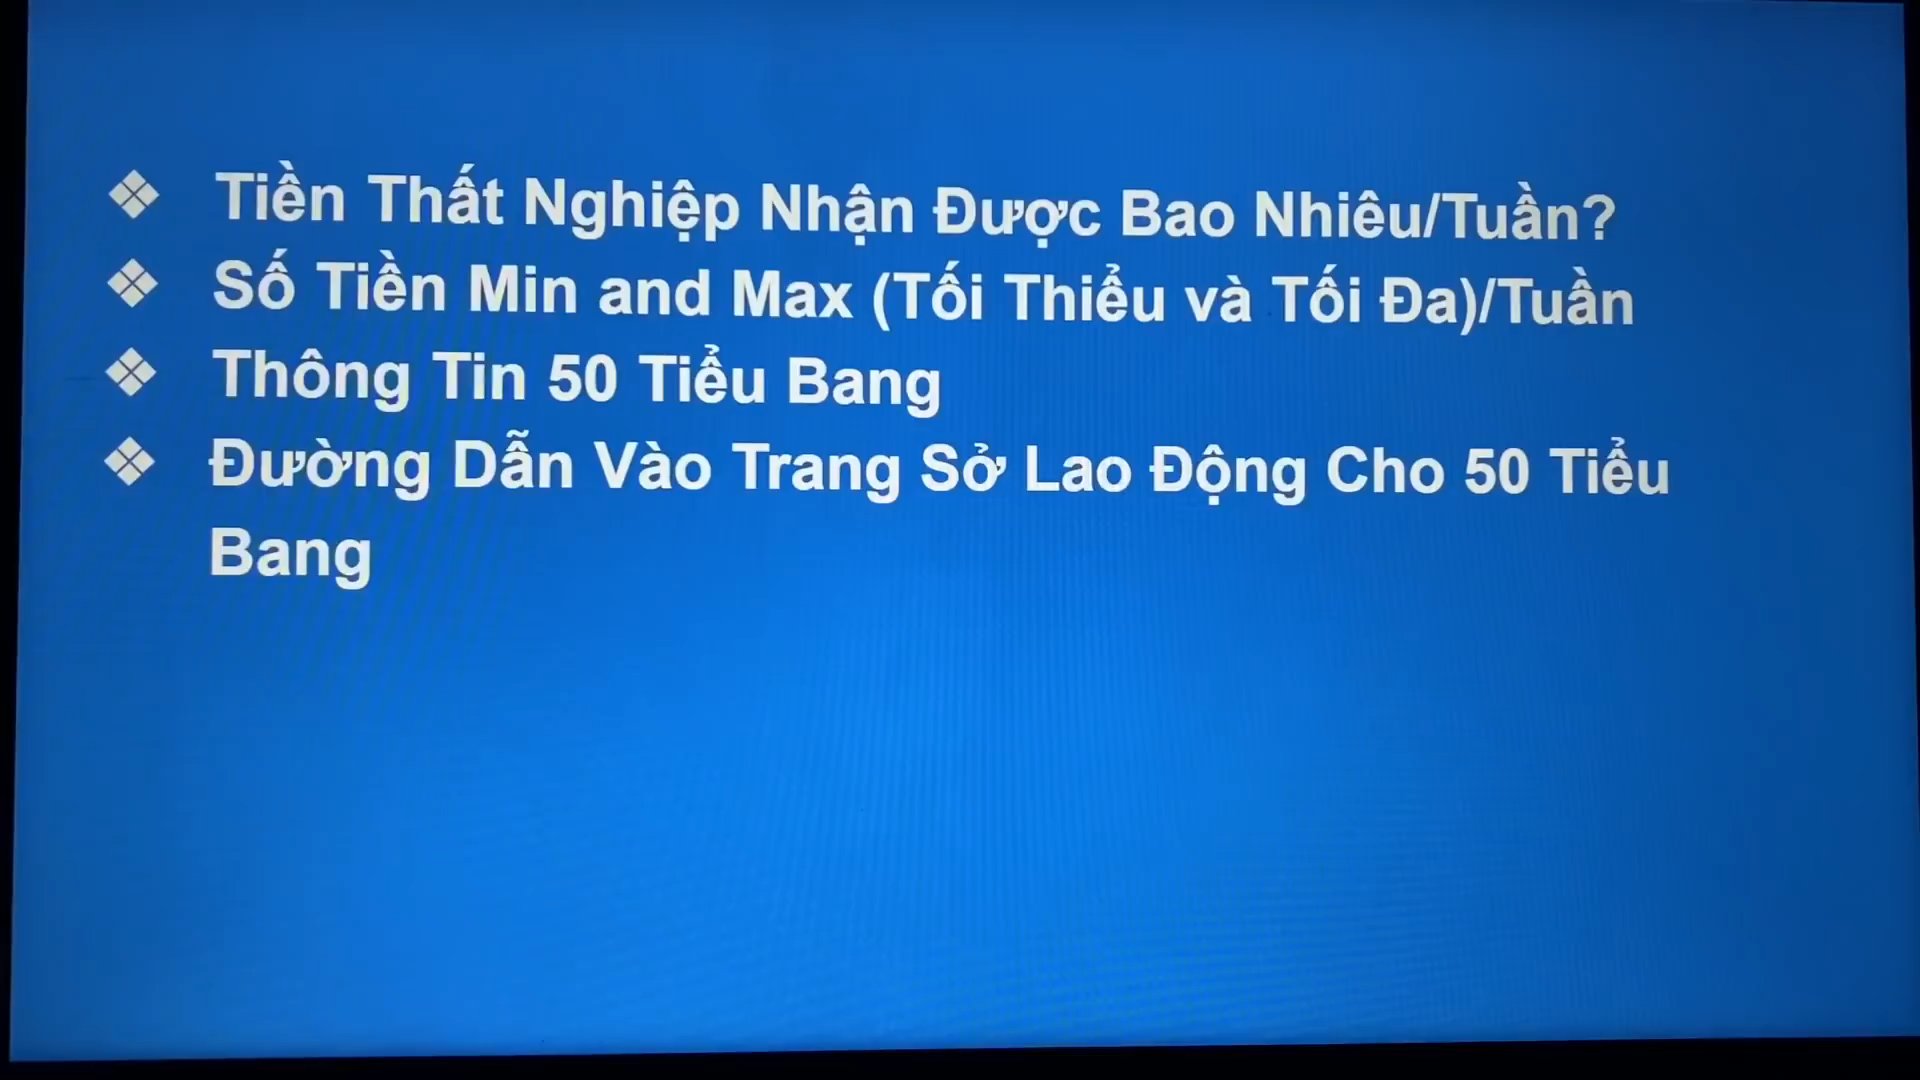 ❖ Tiền Thất Nghiệp Nhận Được Bao Nhiêu/Tuần?
❖ Số Tiền Min and Max (Tối Thiểu và Tối Đa)/Tuần
❖ Thông Tin 50 Tiểu Bang
❖ Đường Dẫn Vào Trang Sở Lao Động Cho 50 Tiểu
Bang